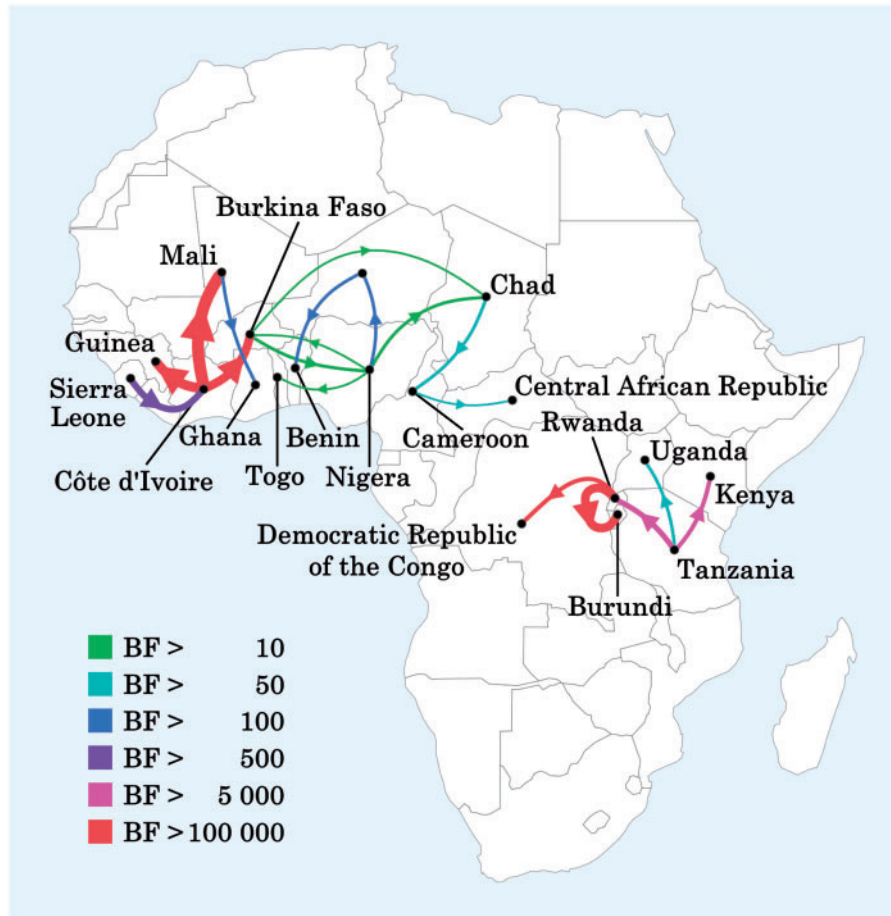 Burkina Faso
Mali
Chad
Guinea
Sierra
Leone
Central African Republic
Rwanda
Ghana
Benin
Cameroon
Uganda
Côte d'Ivoire
Togo
Nigera
Kenya
Democratic Republic
of the Congo
Tanzania
Burundi
BF > 10
BF > 50
BF > 100
BF > 500
BF > 5 000
BF > 100 000